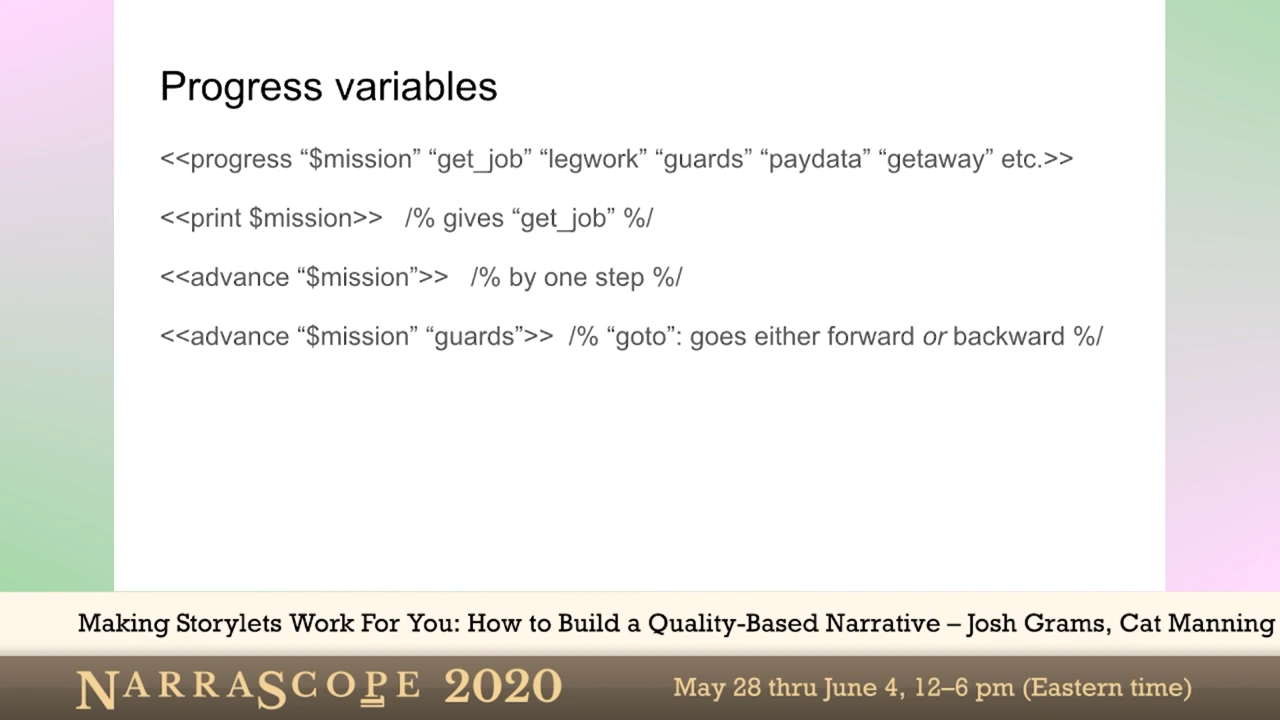 Progress variables
<<progress “$mission” “get_job” “legwork” “guards” “paydata” “getaway” etc.>>
<<print $mission>> /% gives “get_job” %/
<<advance “$mission”>> /% by one step %/
<<advance “$mission” “guards”>> /% “goto”: goes either forward or backward %/
Making Storylets Work For You: How to Build a Quality-Based Narrative – Josh Grams, Cat Manning
NARRASCOPE 2020
May 28 thru June 4, 12–6 pm (Eastern time)